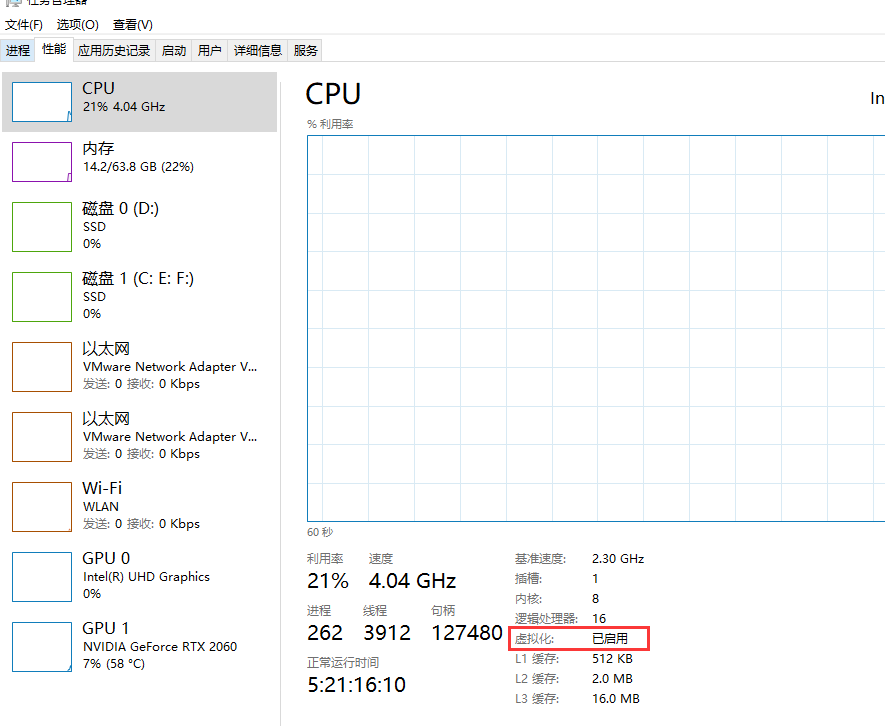 任务管理器
文件(F) 选项(O) 查看(V)
进程 性能 应用历史记录 启动 用户 详细信息 服务
CPU
21% 4.04 GHz
内存
14.2/63.8 GB (22%)
磁盘 0 (D:)
SSD
0%
磁盘 1 (C: E: F:)
SSD
0%
以太网
VMware Network Adapter V...
发送: 0 接收: 0 Kbps
以太网
VMware Network Adapter V...
发送: 0 接收: 0 Kbps
Wi-Fi
WLAN
发送: 0 接收: 0 Kbps
GPU 0
Intel(R) UHD Graphics
0%
GPU 1
NVIDIA GeForce RTX 2060
7% (58 °C)
CPU
In
% 利用率
60 秒
利用率 速度
21% 4.04 GHz
进程 线程 句柄
262 3912 127480
正常运行时间
5:21:16:10
基准速度: 2.30 GHz
插槽: 1
内核: 8
逻辑处理器: 16
虚拟化: 已启用
L1 缓存: 512 KB
L2 缓存: 2.0 MB
L3 缓存: 16.0 MB